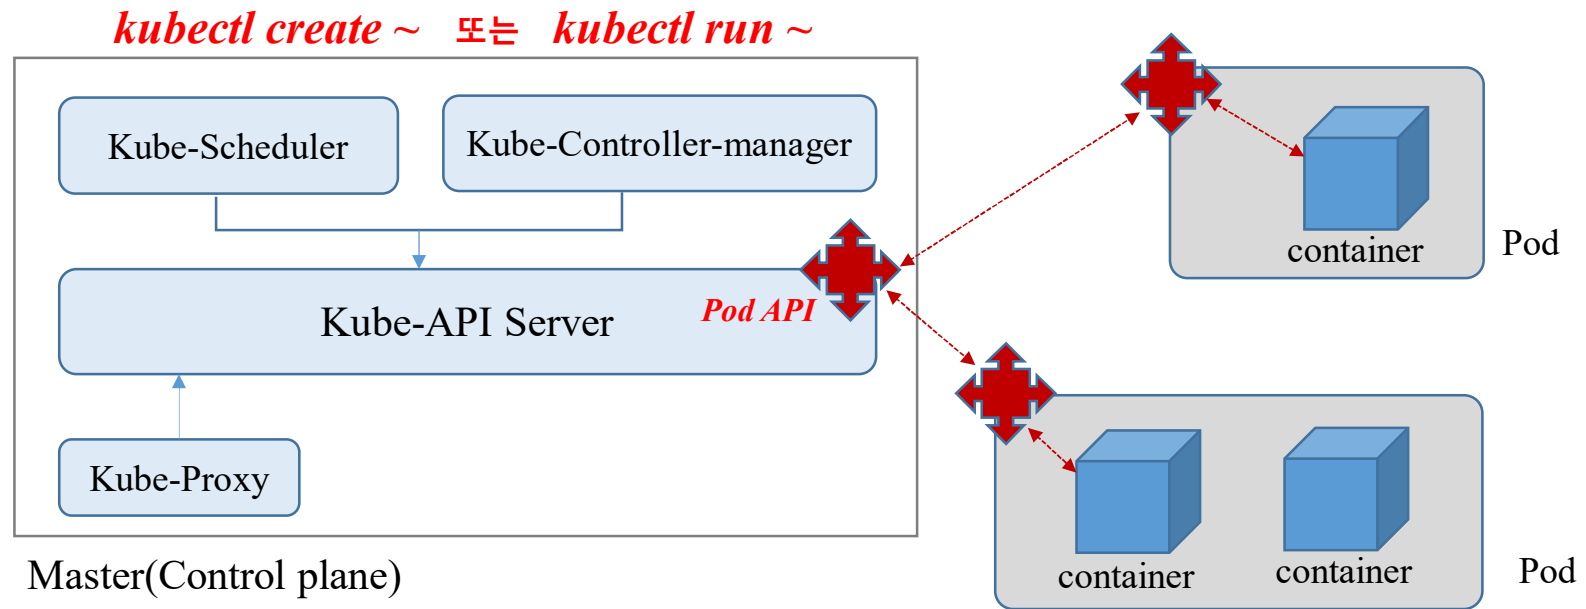 kubectl create ~ 또는 kubectl run ~
Kube-Scheduler
Kube-Controller-manager
Kube-API Server
Pod API
Kube-Proxy
Master(Control plane)
container
Pod
container
container
Pod